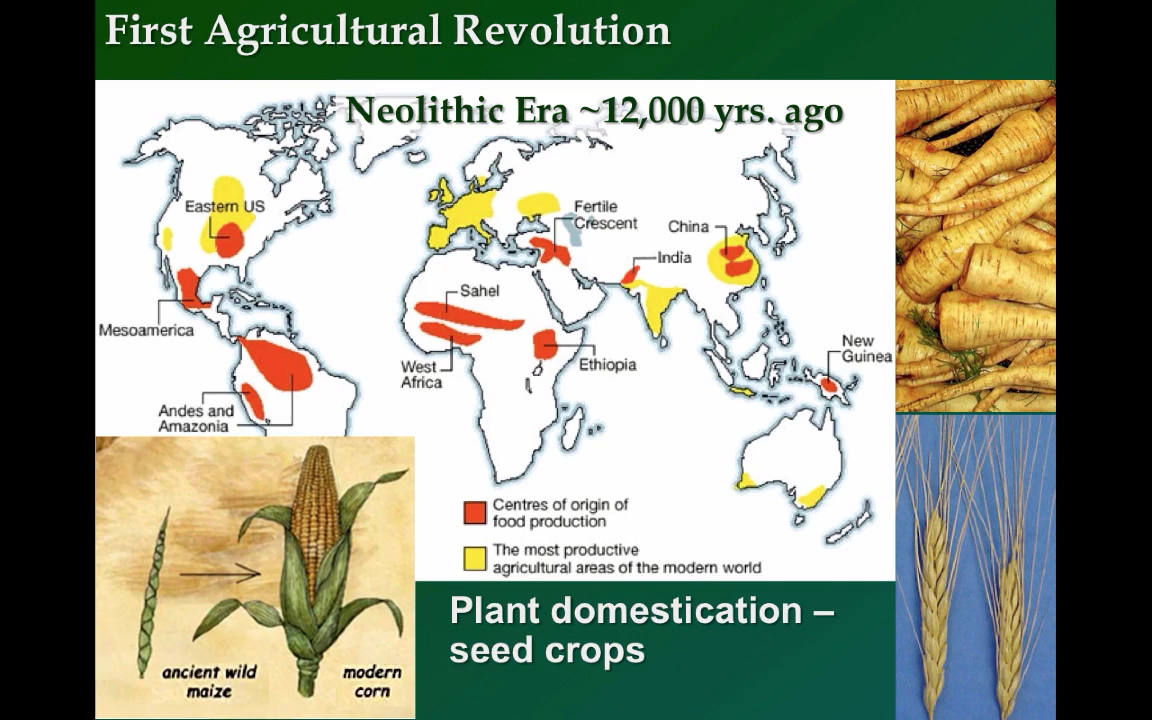 First Agricultural Revolution
Neolithic Era ~12,000 yrs. ago
Eastern US
Fertile
Crescent
China
India
Sahel
Mesoamerica
New
Guinea
West
Africa
Ethiopia
Andes and
Amazonia
Centres of origin of
food production
The most productive
agricultural areas of the modern world
ancient wild
maize
modern
corn
Plant domestication –
seed crops